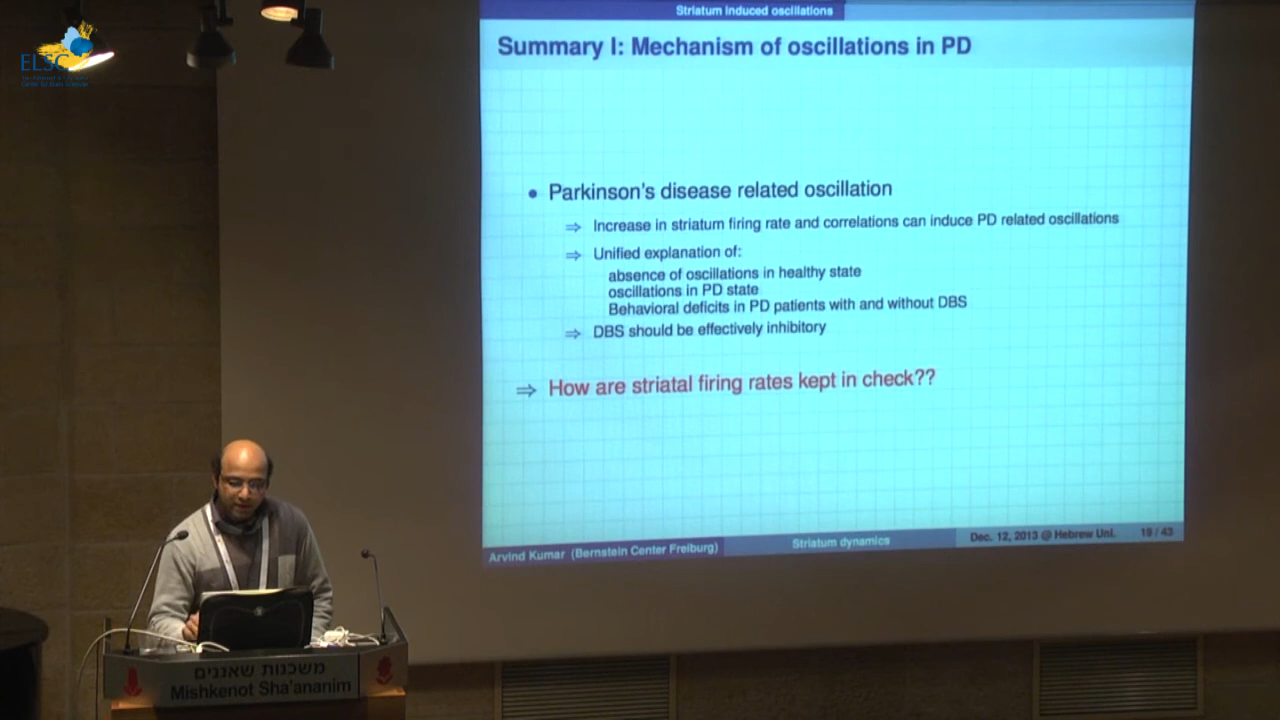 ELSC
Striatum induced oscillations
Summary I: Mechanism of oscillations in PD
• Parkinson's disease related oscillation
⇒ Increase in striatum firing rate and correlations can induce PD related oscillations
⇒ Unified explanation of:
absence of oscillations in healthy state
oscillations in PD state
Behavioral deficits in PD patients with and without DBS
⇒ DBS should be effectively inhibitory
⇒ How are striatal firing rates kept in check??
Arvind Kumar (Bernstein Center Freiburg) Striatum dynamics Dec. 12, 2013 @ Hebrew Uni. 19 / 43
משכנות שאננים
Mishkenot Sha'ananim